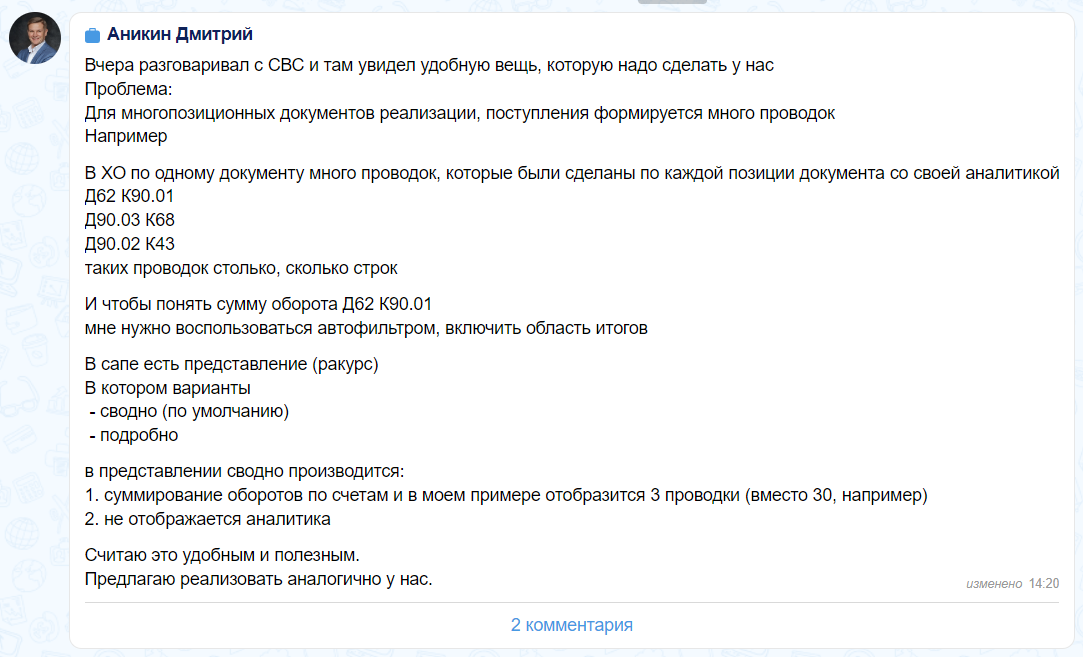 Аникин Дмитрий
Вчера разговаривал с СВС и там увидел удобную вещь, которую надо сделать у нас
Проблема:
Для многопозиционных документов реализации, поступления формируется много проводок
Например
В ХО по одному документу много проводок, которые были сделаны по каждой позиции документа со своей аналитикой
Д62 К90.01
Д90.03 К68
Д90.02 К43
таких проводок столько, сколько строк
И чтобы понять сумму оборота Д62 К90.01
мне нужно воспользоваться автофильтром, включить область итогов
В сапе есть представление (ракурс)
В котором варианты
- сводно (по умолчанию)
- подробно
в представлении сводно производится:
1. суммирование оборотов по счетам и в моем примере отобразится 3 проводки (вместо 30, например)
2. не отображается аналитика
Считаю это удобным и полезным.
Предлагаю реализовать аналогично у нас.
изменено 14:20
2 комментария